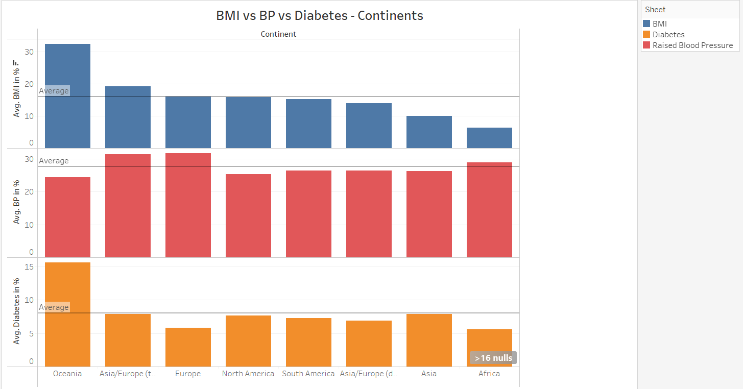 BMI vs BP vs Diabetes - Continents
Continent
Avg. BMI in %
30
20
10
0
Average
Avg. BP in %
30
20
10
0
Average
Avg. Diabetes in %
15
10
5
0
Average
>16 nulls
Oceania
Asia/Europe (t
Europe
North America
South America
Asia/Europe (d
Asia
Africa
Sheet
BMI
Diabetes
Raised Blood Pressure